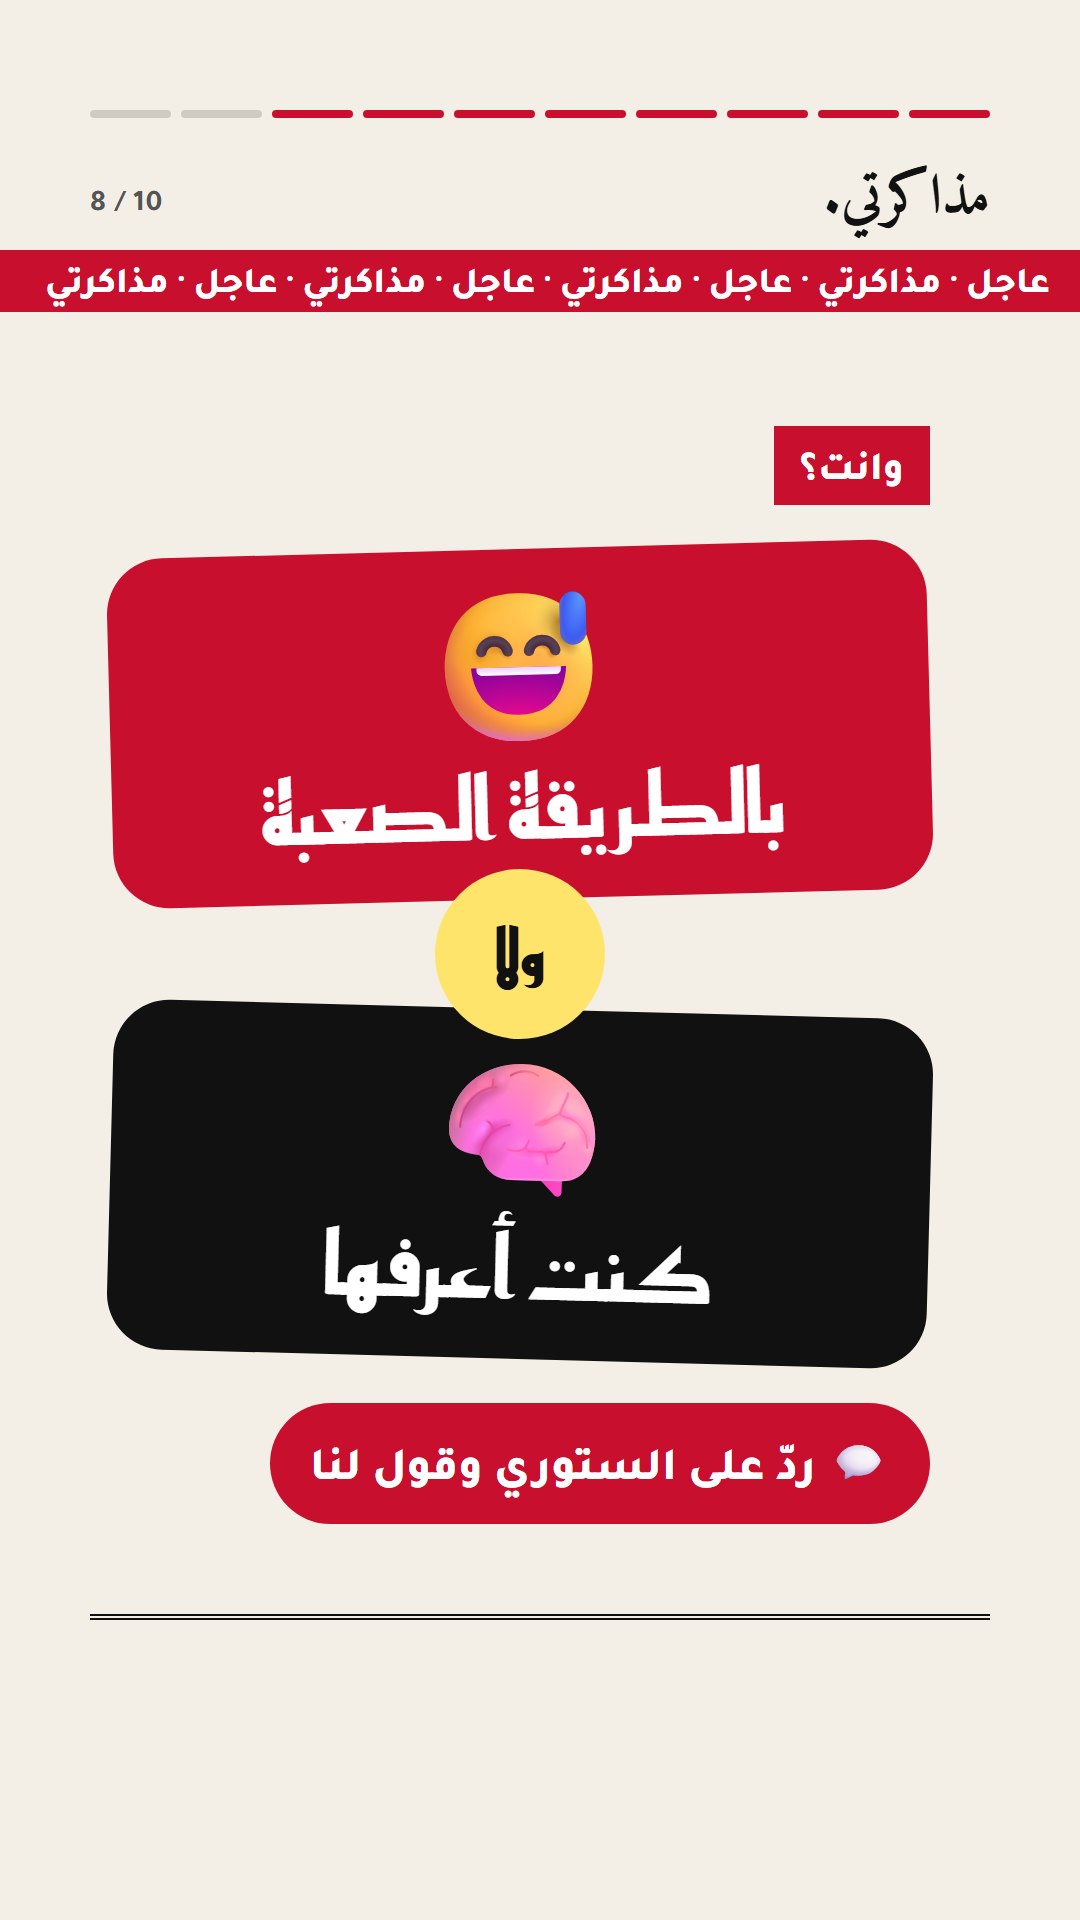 مذاكرتي.
8 / 10
عاجل · مذاكرتي · عاجل · مذاكرتي · عاجل · مذاكرتي · عاجل · مذاكرتي
وانت؟
بالطريقة الصعبة
ولا
كنت أعرفها
ردّ على الستوري وقول لنا